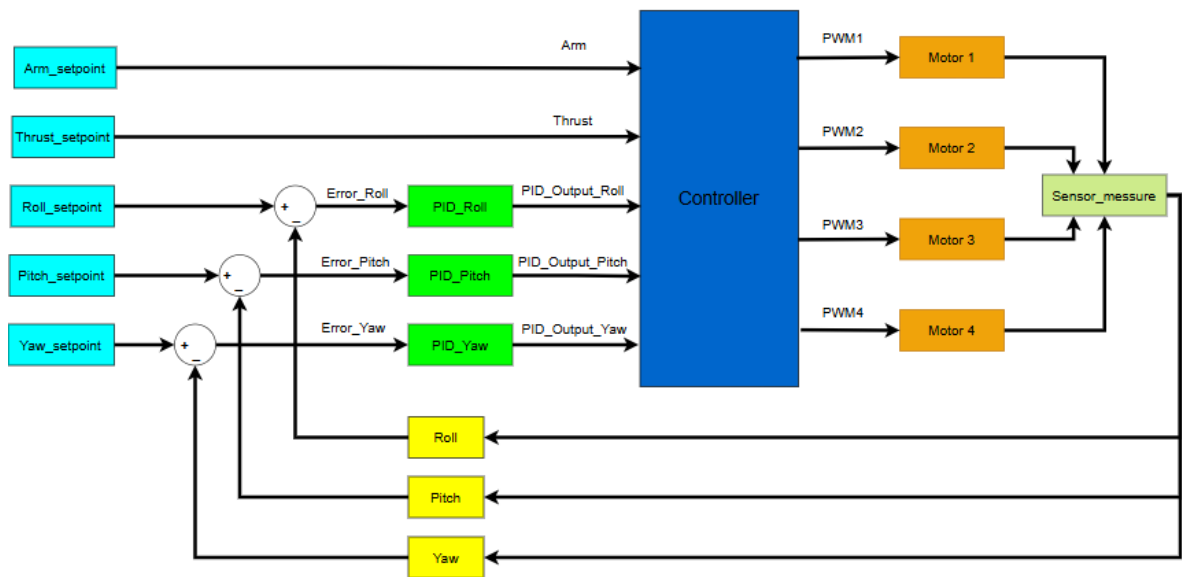 Arm_setpoint
Arm
PWM1
Motor 1
Thrust_setpoint
Thrust
PWM2
Motor 2
Roll_setpoint
+
_
Error_Roll
PID_Roll
PID_Output_Roll
Controller
Sensor_messure
Pitch_setpoint
+
_
Error_Pitch
PID_Pitch
PID_Output_Pitch
PWM3
Motor 3
Yaw_setpoint
+
_
Error_Yaw
PID_Yaw
PID_Output_Yaw
PWM4
Motor 4
Roll
Pitch
Yaw